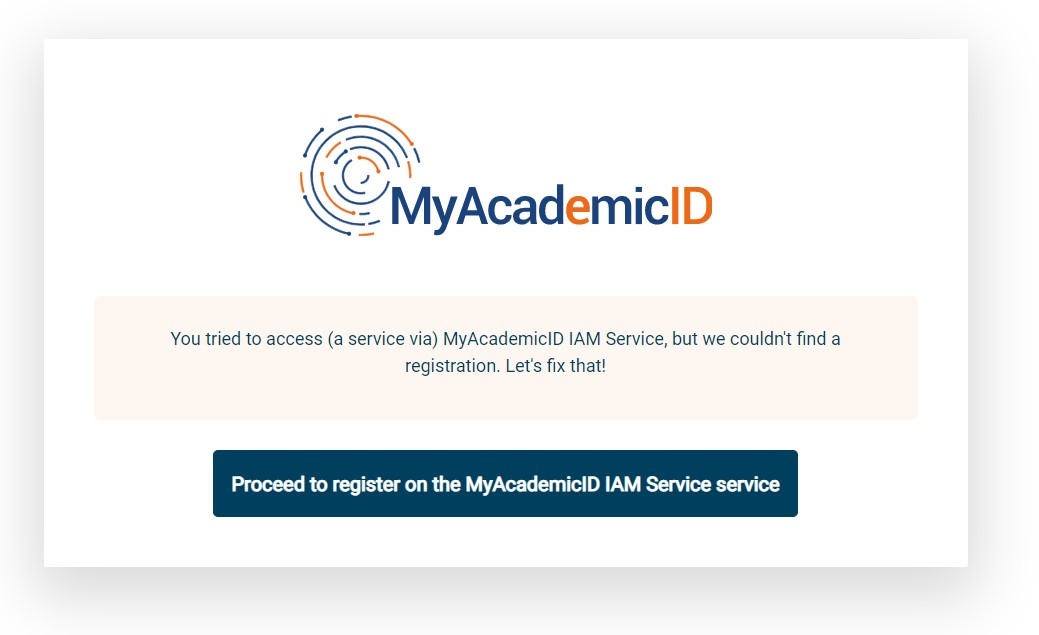 MyAcademicID
You tried to access (a service via) MyAcademicID IAM Service, but we couldn't find a
registration. Let's fix that!
Proceed to register on the MyAcademicID IAM Service service